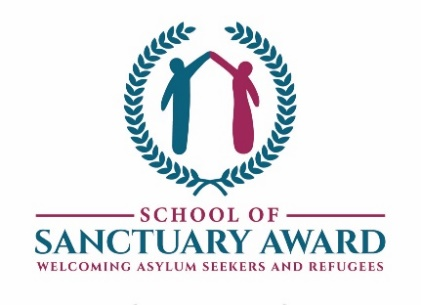 SCHOOL OF
SANCTUARY AWARD
WELCOMING ASYLUM SEEKERS AND REFUGEES